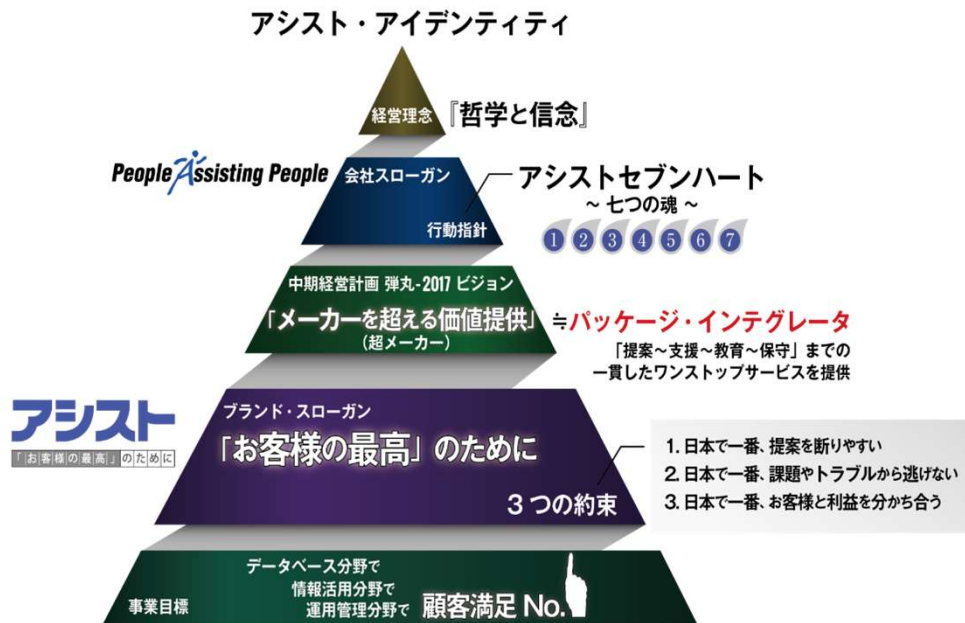 アシスト・アイデンティティ
経営理念
『哲学と信念』
People Assisting People
会社スローガン
行動指針
アシストセブンハート
～ 七つの魂 ～
1 2 3 4 5 6 7
中期経営計画 弾丸-2017 ビジョン
「メーカーを超える価値提供」
(超メーカー)
≒パッケージ・インテグレータ
「提案～支援～教育～保守」までの
一貫したワンストップサービスを提供
アシスト
「お客様の最高」のために
ブランド・スローガン
「お客様の最高」のために
3つの約束
1. 日本で一番、提案を断りやすい
2. 日本で一番、課題やトラブルから逃げない
3. 日本で一番、お客様と利益を分かち合う
事業目標
データベース分野で
情報活用分野で
運用管理分野で
顧客満足 No.